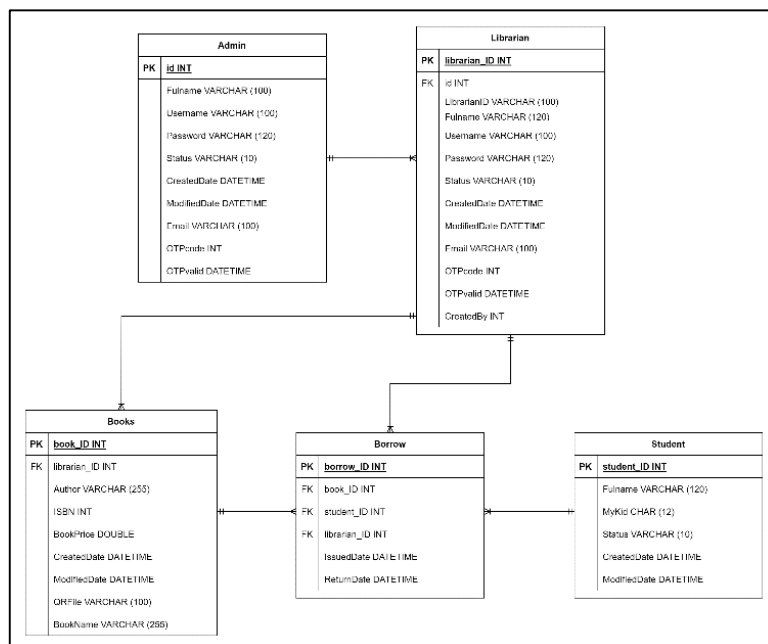 Admin
PK id INT
Fulname VARCHAR (100)
Username VARCHAR (100)
Password VARCHAR (120)
Status VARCHAR (10)
CreatedDate DATETIME
ModifiedDate DATETIME
Email VARCHAR (100)
OTPcode INT
OTPvalid DATETIME
Librarian
PK librarian_ID INT
FK id INT
LibrarianID VARCHAR (100)
Fulname VARCHAR (120)
Username VARCHAR (100)
Password VARCHAR (120)
Status VARCHAR (10)
CreatedDate DATETIME
ModifiedDate DATETIME
Email VARCHAR (100)
OTPcode INT
OTPvalid DATETIME
CreatedBy INT
Books
PK book_ID INT
FK librarian_ID INT
Author VARCHAR (255)
ISBN INT
BookPrice DOUBLE
CreatedDate DATETIME
ModifiedDate DATETIME
QRFile VARCHAR (100)
BookName VARCHAR (255)
Borrow
PK borrow_ID INT
FK book_ID INT
FK student_ID INT
FK librarian_ID INT
IssuedDate DATETIME
ReturnDate DATETIME
Student
PK student_ID INT
Fulname VARCHAR (120)
MyKid CHAR (12)
Status VARCHAR (10)
CreatedDate DATETIME
ModifiedDate DATETIME